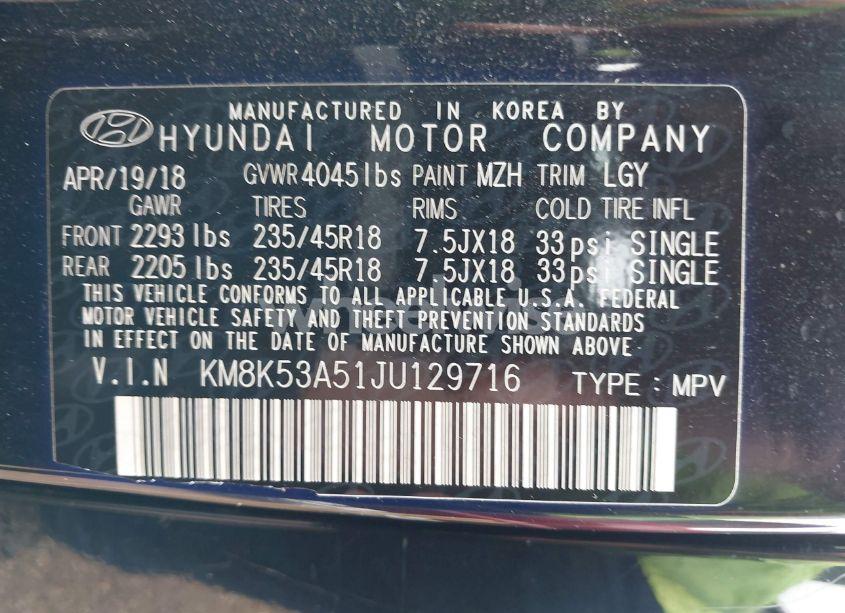 MANUFACTURED IN KOREA BY
HYUNDAI MOTOR COMPANY
APR/19/18 GVWR 4045lbs PAINT MZH TRIM LGY
GAWR TIRES RIMS COLD TIRE INFL
FRONT 2293 lbs 235/45R18 7.5JX18 33psi SINGLE
REAR 2205 lbs 235/45R18 7.5JX18 33psi SINGLE
THIS VEHICLE CONFORMS TO ALL APPLICABLE U.S.A. FEDERAL
MOTOR VEHICLE SAFETY AND THEFT PREVENTION STANDARDS
IN EFFECT ON THE DATE OF MANUFACTURE SHOWN ABOVE.
V.I.N KM8K53A51JU129716 TYPE : MPV